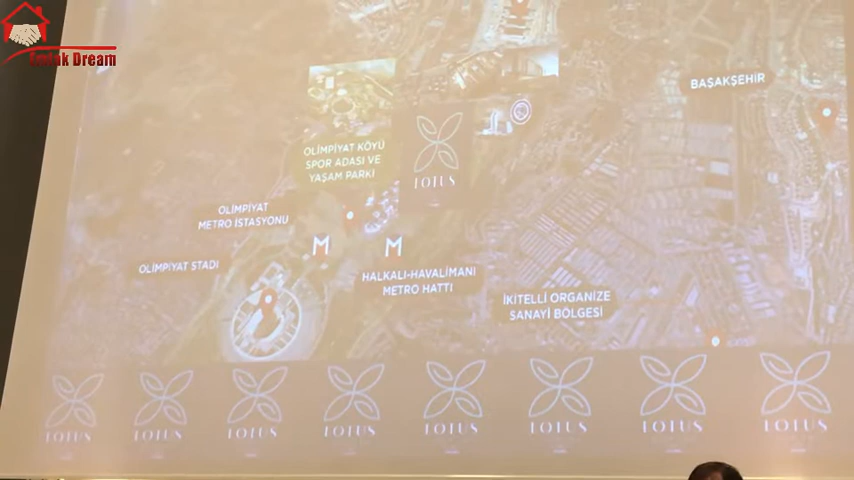 Emlak Dream
BAŞAKŞEHİR
OLİMPİYAT KÖYÜ
SPOR ADASI VE
YAŞAM PARKI
LOTUS
OLİMPİYAT
METRO İSTASYONU
M
M
OLİMPİYAT STADI
HALKALI-HAVALİMANI
METRO HATTI
İKİTELLİ ORGANİZE
SANAYİ BÖLGESİ
LOTUS
LOTUS
LOTUS
LOTUS
LOTUS
LOTUS
LOTUS
LOTUS